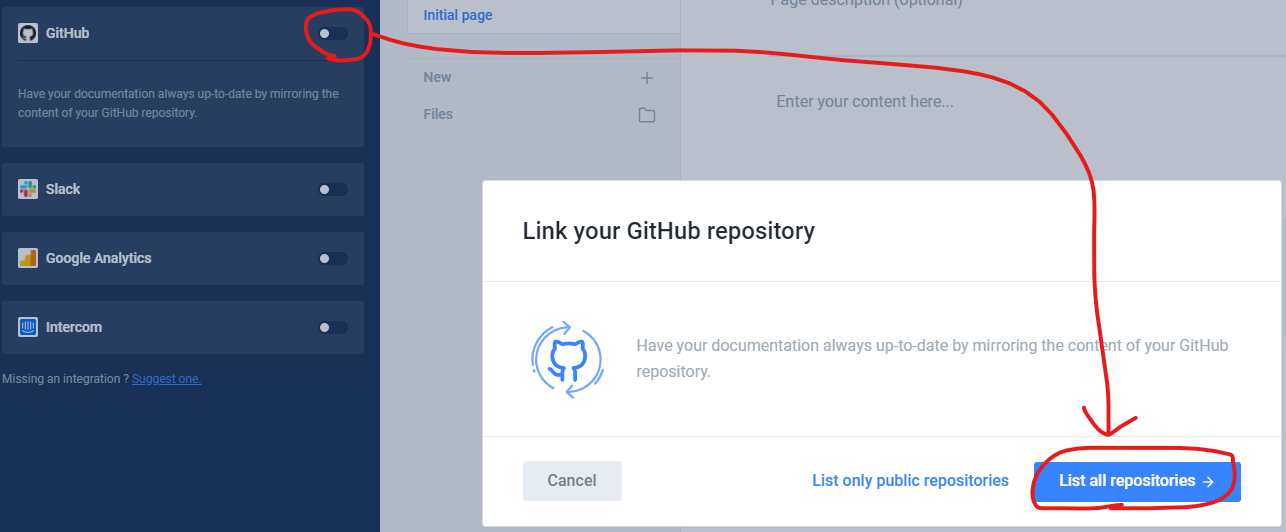 GitHub
Have your documentation always up-to-date by mirroring the
content of your GitHub repository.
Slack
Google Analytics
Intercom
Missing an integration ? Suggest one.
Initial page
New
Files
Page description (optional)
Enter your content here...
Link your GitHub repository
Have your documentation always up-to-date by mirroring the content of your GitHub
repository.
Cancel
List only public repositories
List all repositories →